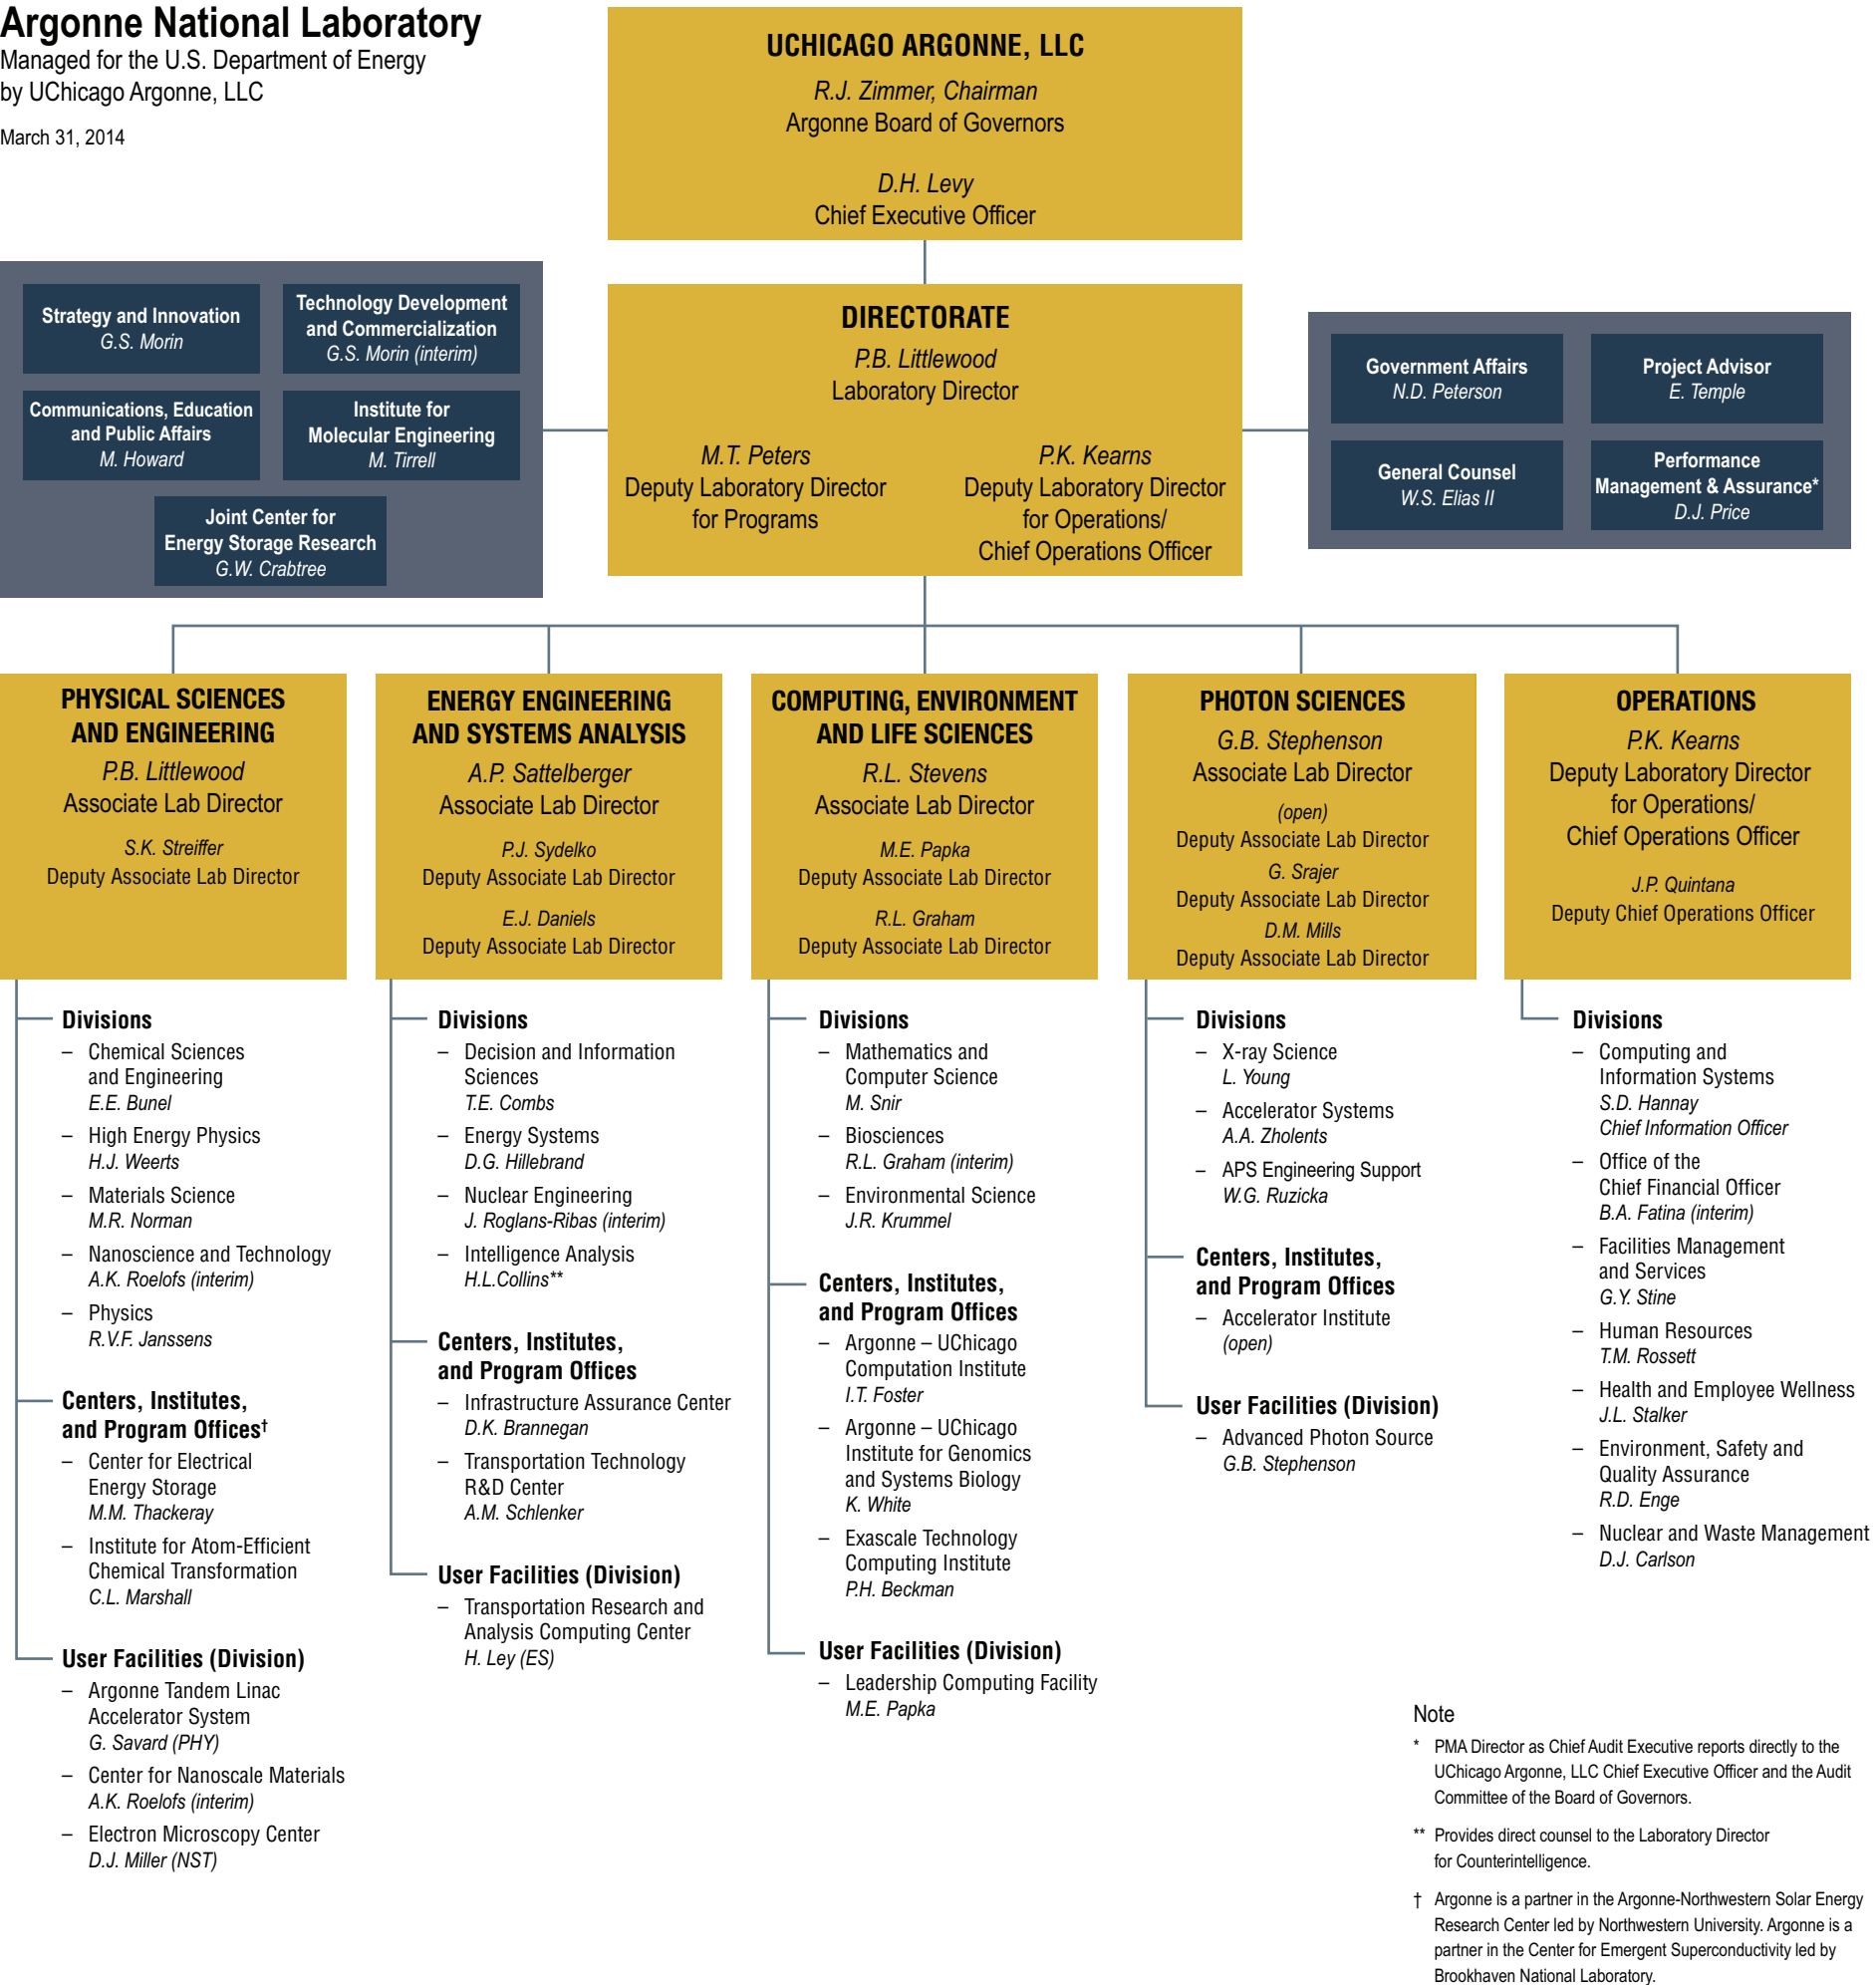 Argonne National Laboratory
Managed for the U.S. Department of Energy
by UChicago Argonne, LLC
March 31, 2014
UCHICAGO ARGONNE, LLC
R.J. Zimmer, Chairman
Argonne Board of Governors
D.H. Levy
Chief Executive Officer
Strategy and Innovation
G.S. Morin
Technology Development
and Commercialization
G.S. Morin (interim)
Communications, Education
and Public Affairs
M. Howard
Institute for
Molecular Engineering
M. Tirrell
Joint Center for
Energy Storage Research
G.W. Crabtree
DIRECTORATE
P.B. Littlewood
Laboratory Director
M.T. Peters
Deputy Laboratory Director
for Programs
P.K. Kearns
Deputy Laboratory Director
for Operations/
Chief Operations Officer
Government Affairs
N.D. Peterson
Project Advisor
E. Temple
General Counsel
W.S. Elias II
Performance
Management & Assurance*
D.J. Price
PHYSICAL SCIENCES
AND ENGINEERING
P.B. Littlewood
Associate Lab Director
S.K. Streiffer
Deputy Associate Lab Director
Divisions
– Chemical Sciences
and Engineering
E.E. Bunel
– High Energy Physics
H.J. Weerts
– Materials Science
M.R. Norman
– Nanoscience and Technology
A.K. Roelofs (interim)
– Physics
R.V.F. Janssens
Centers, Institutes,
and Program Offices†
– Center for Electrical
Energy Storage
M.M. Thackeray
– Institute for Atom-Efficient
Chemical Transformation
C.L. Marshall
User Facilities (Division)
– Argonne Tandem Linac
Accelerator System
G. Savard (PHY)
– Center for Nanoscale Materials
A.K. Roelofs (interim)
– Electron Microscopy Center
D.J. Miller (NST)
ENERGY ENGINEERING
AND SYSTEMS ANALYSIS
A.P. Sattelberger
Associate Lab Director
P.J. Sydelko
Deputy Associate Lab Director
E.J. Daniels
Deputy Associate Lab Director
Divisions
– Decision and Information
Sciences
T.E. Combs
– Energy Systems
D.G. Hillebrand
– Nuclear Engineering
J. Roglans-Ribas (interim)
– Intelligence Analysis
H.L.Collins**
Centers, Institutes,
and Program Offices
– Infrastructure Assurance Center
D.K. Brannegan
– Transportation Technology
R&D Center
A.M. Schlenker
User Facilities (Division)
– Transportation Research and
Analysis Computing Center
H. Ley (ES)
COMPUTING, ENVIRONMENT
AND LIFE SCIENCES
R.L. Stevens
Associate Lab Director
M.E. Papka
Deputy Associate Lab Director
R.L. Graham
Deputy Associate Lab Director
Divisions
– Mathematics and
Computer Science
M. Snir
– Biosciences
R.L. Graham (interim)
– Environmental Science
J.R. Krummel
Centers, Institutes,
and Program Offices
– Argonne – UChicago
Computation Institute
I.T. Foster
– Argonne – UChicago
Institute for Genomics
and Systems Biology
K. White
– Exascale Technology
Computing Institute
P.H. Beckman
User Facilities (Division)
– Leadership Computing Facility
M.E. Papka
PHOTON SCIENCES
G.B. Stephenson
Associate Lab Director
(open)
Deputy Associate Lab Director
G. Srajer
Deputy Associate Lab Director
D.M. Mills
Deputy Associate Lab Director
Divisions
– X-ray Science
L. Young
– Accelerator Systems
A.A. Zholents
– APS Engineering Support
W.G. Ruzicka
Centers, Institutes,
and Program Offices
– Accelerator Institute
(open)
User Facilities (Division)
– Advanced Photon Source
G.B. Stephenson
OPERATIONS
P.K. Kearns
Deputy Laboratory Director
for Operations/
Chief Operations Officer
J.P. Quintana
Deputy Chief Operations Officer
Divisions
– Computing and
Information Systems
S.D. Hannay
Chief Information Officer
– Office of the
Chief Financial Officer
B.A. Fatina (interim)
– Facilities Management
and Services
G.Y. Stine
– Human Resources
T.M. Rossett
– Health and Employee Wellness
J.L. Stalker
– Environment, Safety and
Quality Assurance
R.D. Enge
– Nuclear and Waste Management
D.J. Carlson
Note
* PMA Director as Chief Audit Executive reports directly to the
UChicago Argonne, LLC Chief Executive Officer and the Audit
Committee of the Board of Governors.
** Provides direct counsel to the Laboratory Director
for Counterintelligence.
† Argonne is a partner in the Argonne-Northwestern Solar Energy
Research Center led by Northwestern University. Argonne is a
partner in the Center for Emergent Superconductivity led by
Brookhaven National Laboratory.